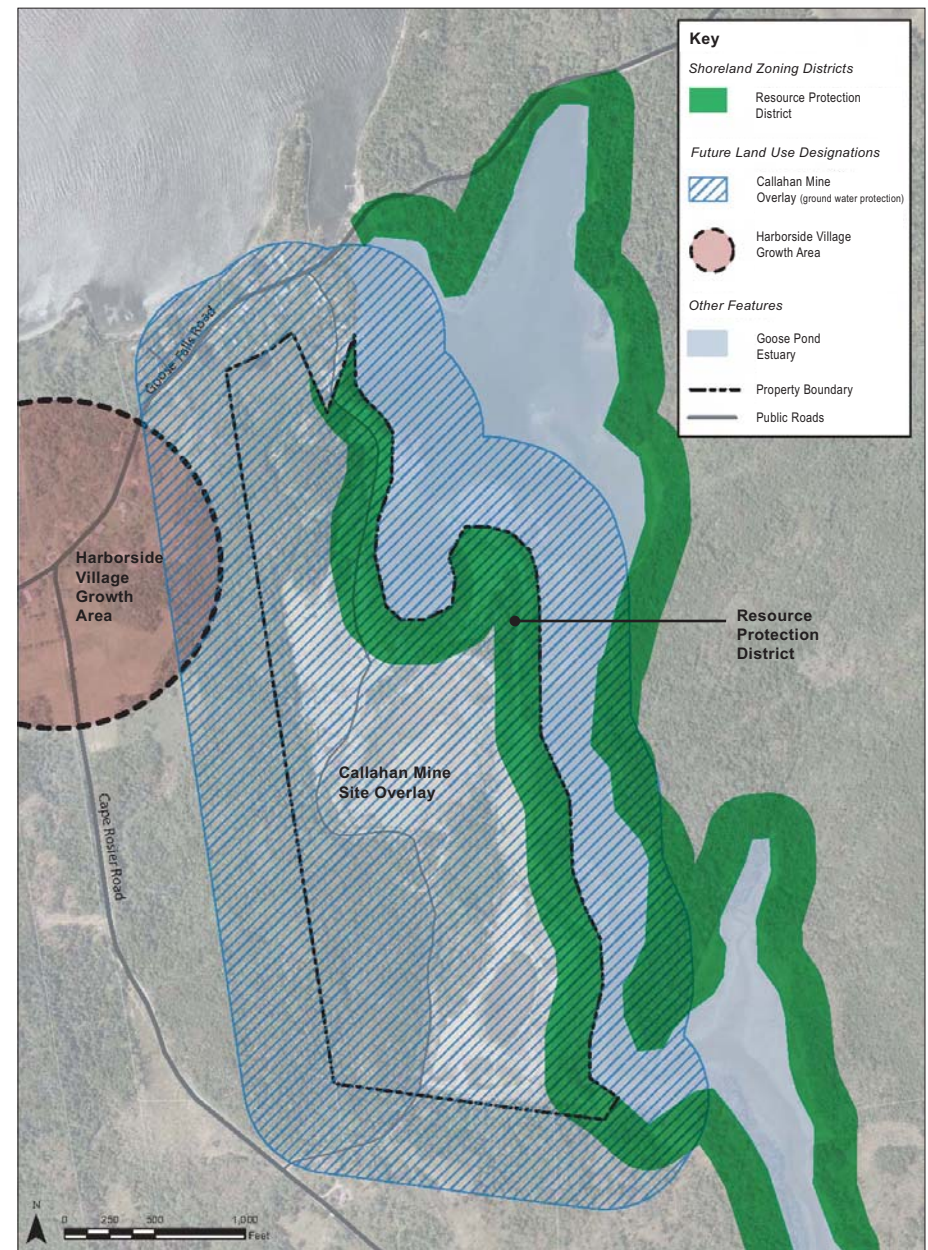 Key
Shoreland Zoning Districts
Resource Protection
District
Future Land Use Designations
Callahan Mine
Overlay (ground water protection)
Harborside Village
Growth Area
Other Features
Goose Pond
Estuary
Property Boundary
Public Roads
Goose Falls Road
Harborside
Village
Growth
Area
Resource
Protection
District
Callahan Mine
Site Overlay
Cape Rosier Road
N
0 250 500 1,000
Feet